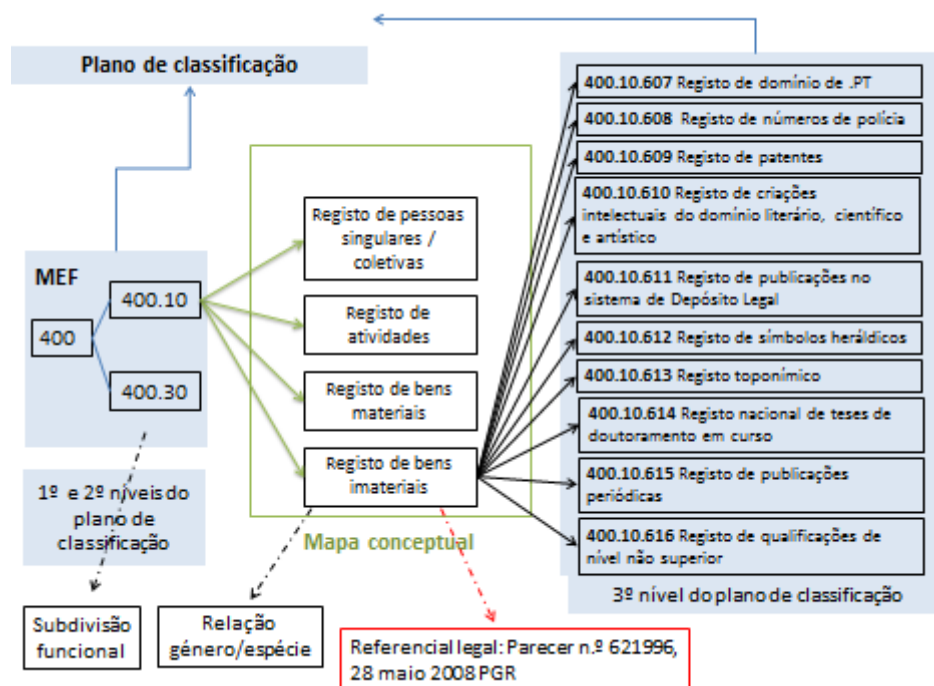 Plano de classificação
MEF
400
400.10
400.30
1º e 2º níveis do
plano de
classificação
Subdivisão
funcional
Registo de pessoas
singulares /
coletivas
Registo de
atividades
Registo de bens
materiais
Registo de bens
imateriais
Mapa conceptual
Relação
género/espécie
Referencial legal: Parecer n.º 621996,
28 maio 2008 PGR
400.10.607 Registo de domínio de .PT
400.10.608 Registo de números de polícia
400.10.609 Registo de patentes
400.10.610 Registo de criações
intelectuais do domínio literário, científico
e artístico
400.10.611 Registo de publicações no
sistema de Depósito Legal
400.10.612 Registo de símbolos heráldicos
400.10.613 Registo toponímico
400.10.614 Registo nacional de teses de
doutoramento em curso
400.10.615 Registo de publicações
periódicas
400.10.616 Registo de qualificações de
nível não superior
3º nível do plano de classificação